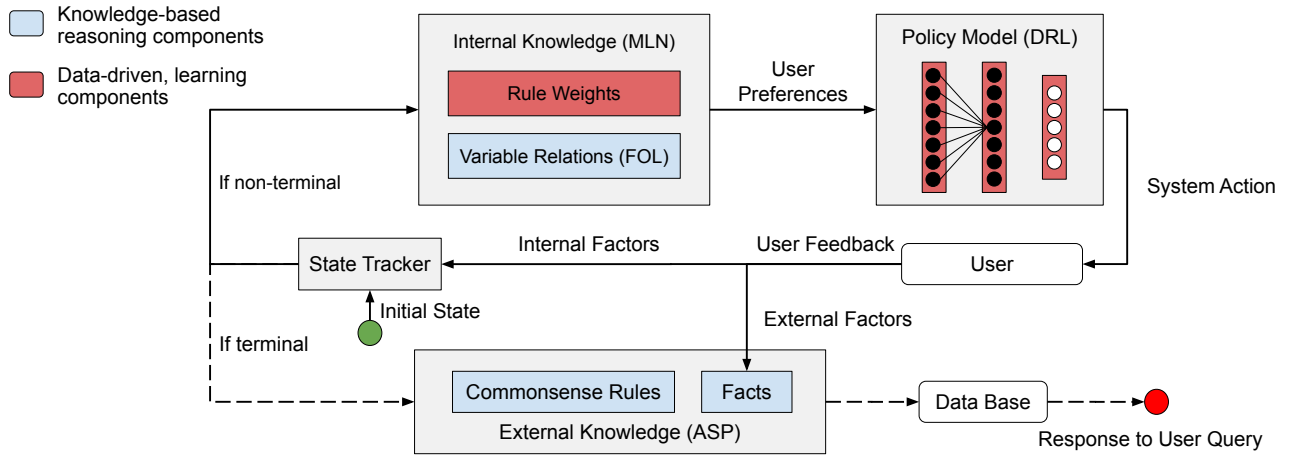 Knowledge-based
reasoning components
Data-driven, learning
components
Internal Knowledge (MLN)
Rule Weights
Variable Relations (FOL)
User
Preferences
Policy Model (DRL)
If non-terminal
System Action
State Tracker
Internal Factors
User Feedback
User
Initial State
External Factors
If terminal
Commonsense Rules
Facts
External Knowledge (ASP)
Data Base
Response to User Query